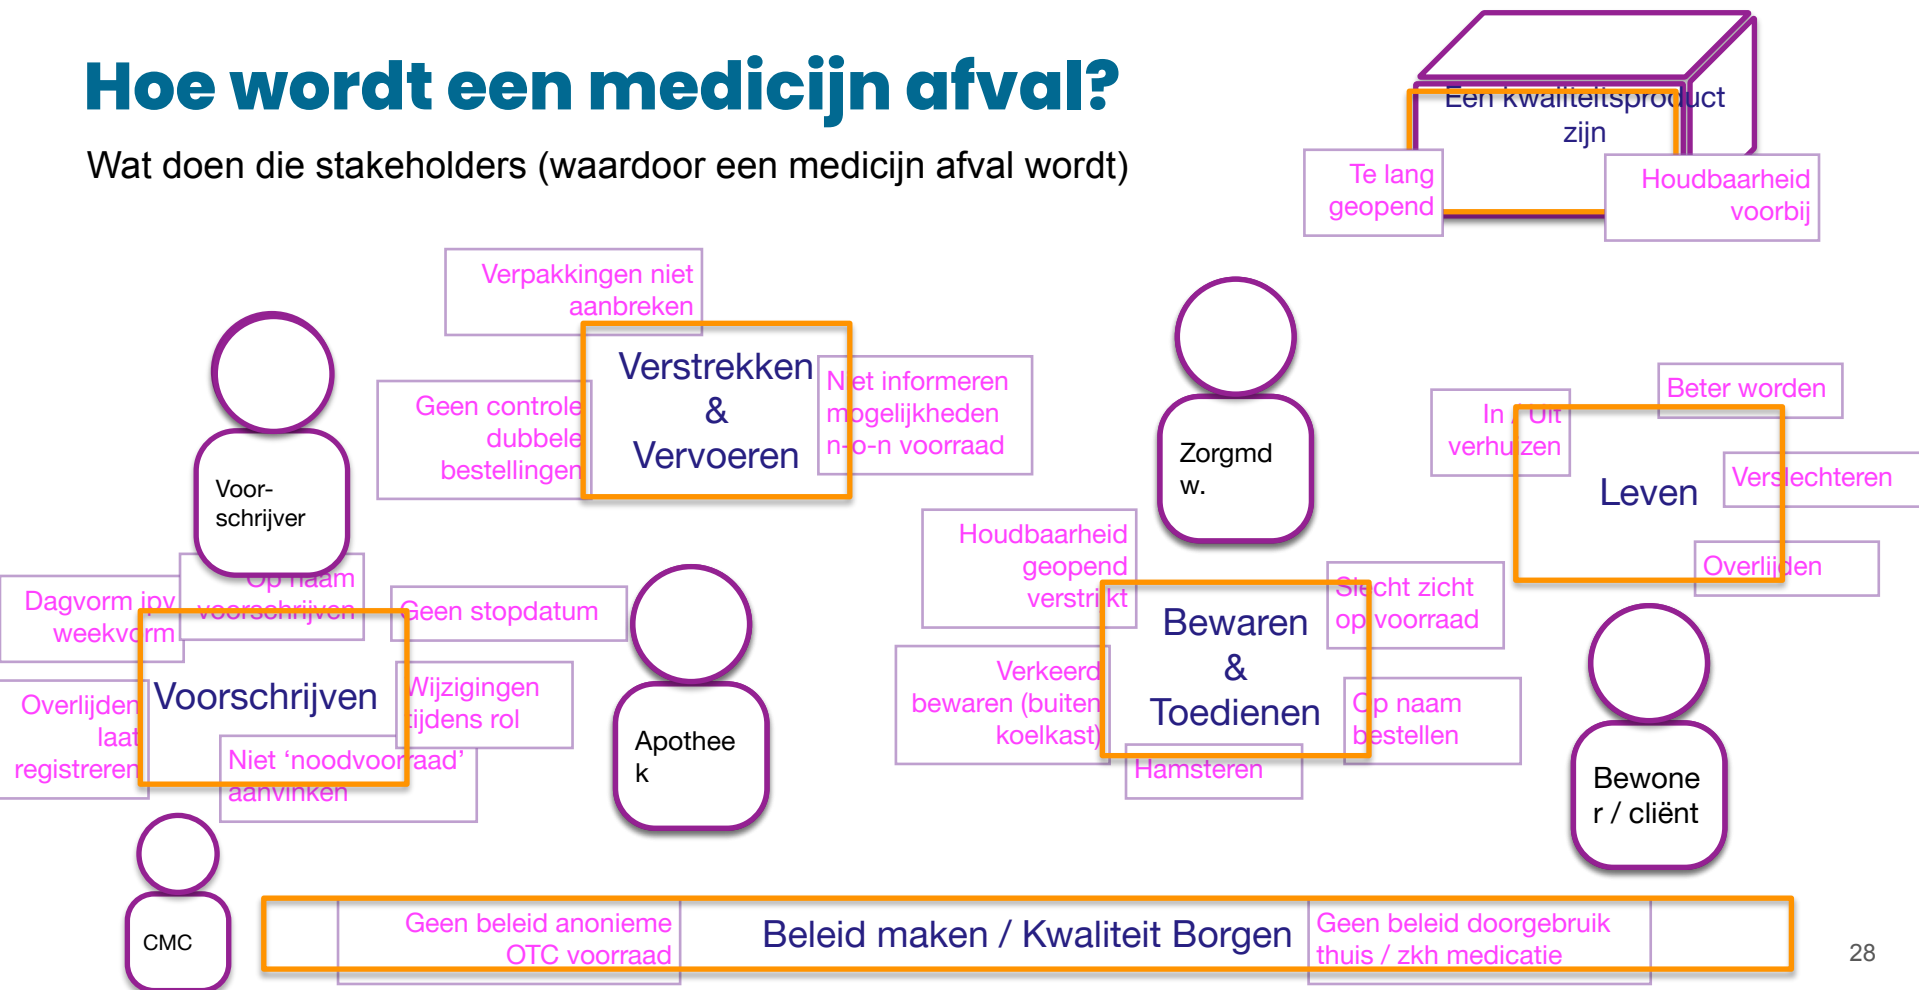 Hoe wordt een medicijn afval?
Wat doen die stakeholders (waardoor een medicijn afval wordt)
Een kwaliteitsproduct
zijn
Te lang
geopend
Houdbaarheid
voorbij
Verpakkingen niet
aanbreken
Verstrekken
&
Vervoeren
Geen controle
dubbele
bestellingen
Niet informeren
mogelijkheden
n-o-n voorraad
Voor-
schrijver
Zorgmd
w.
Beter worden
In / Uit
verhuizen
Leven
Verslechteren
Overlijden
Dagvorm ipv
weekvorm
Op naam
voorschrijven
Geen stopdatum
Voorschrijven
Wijzigingen
tijdens rol
Overlijden
laat
registreren
Niet ‘noodvoorraad’
aanvinken
Apothee
k
Houdbaarheid
geopend
verstrijkt
Slecht zicht
op voorraad
Bewaren
&
Toedienen
Verkeerd
bewaren (buiten
koelkast)
Op naam
bestellen
Hamsteren
Bewone
r / cliënt
CMC
Geen beleid anonieme
OTC voorraad
Beleid maken / Kwaliteit Borgen
Geen beleid doorgebruik
thuis / zkh medicatie
28